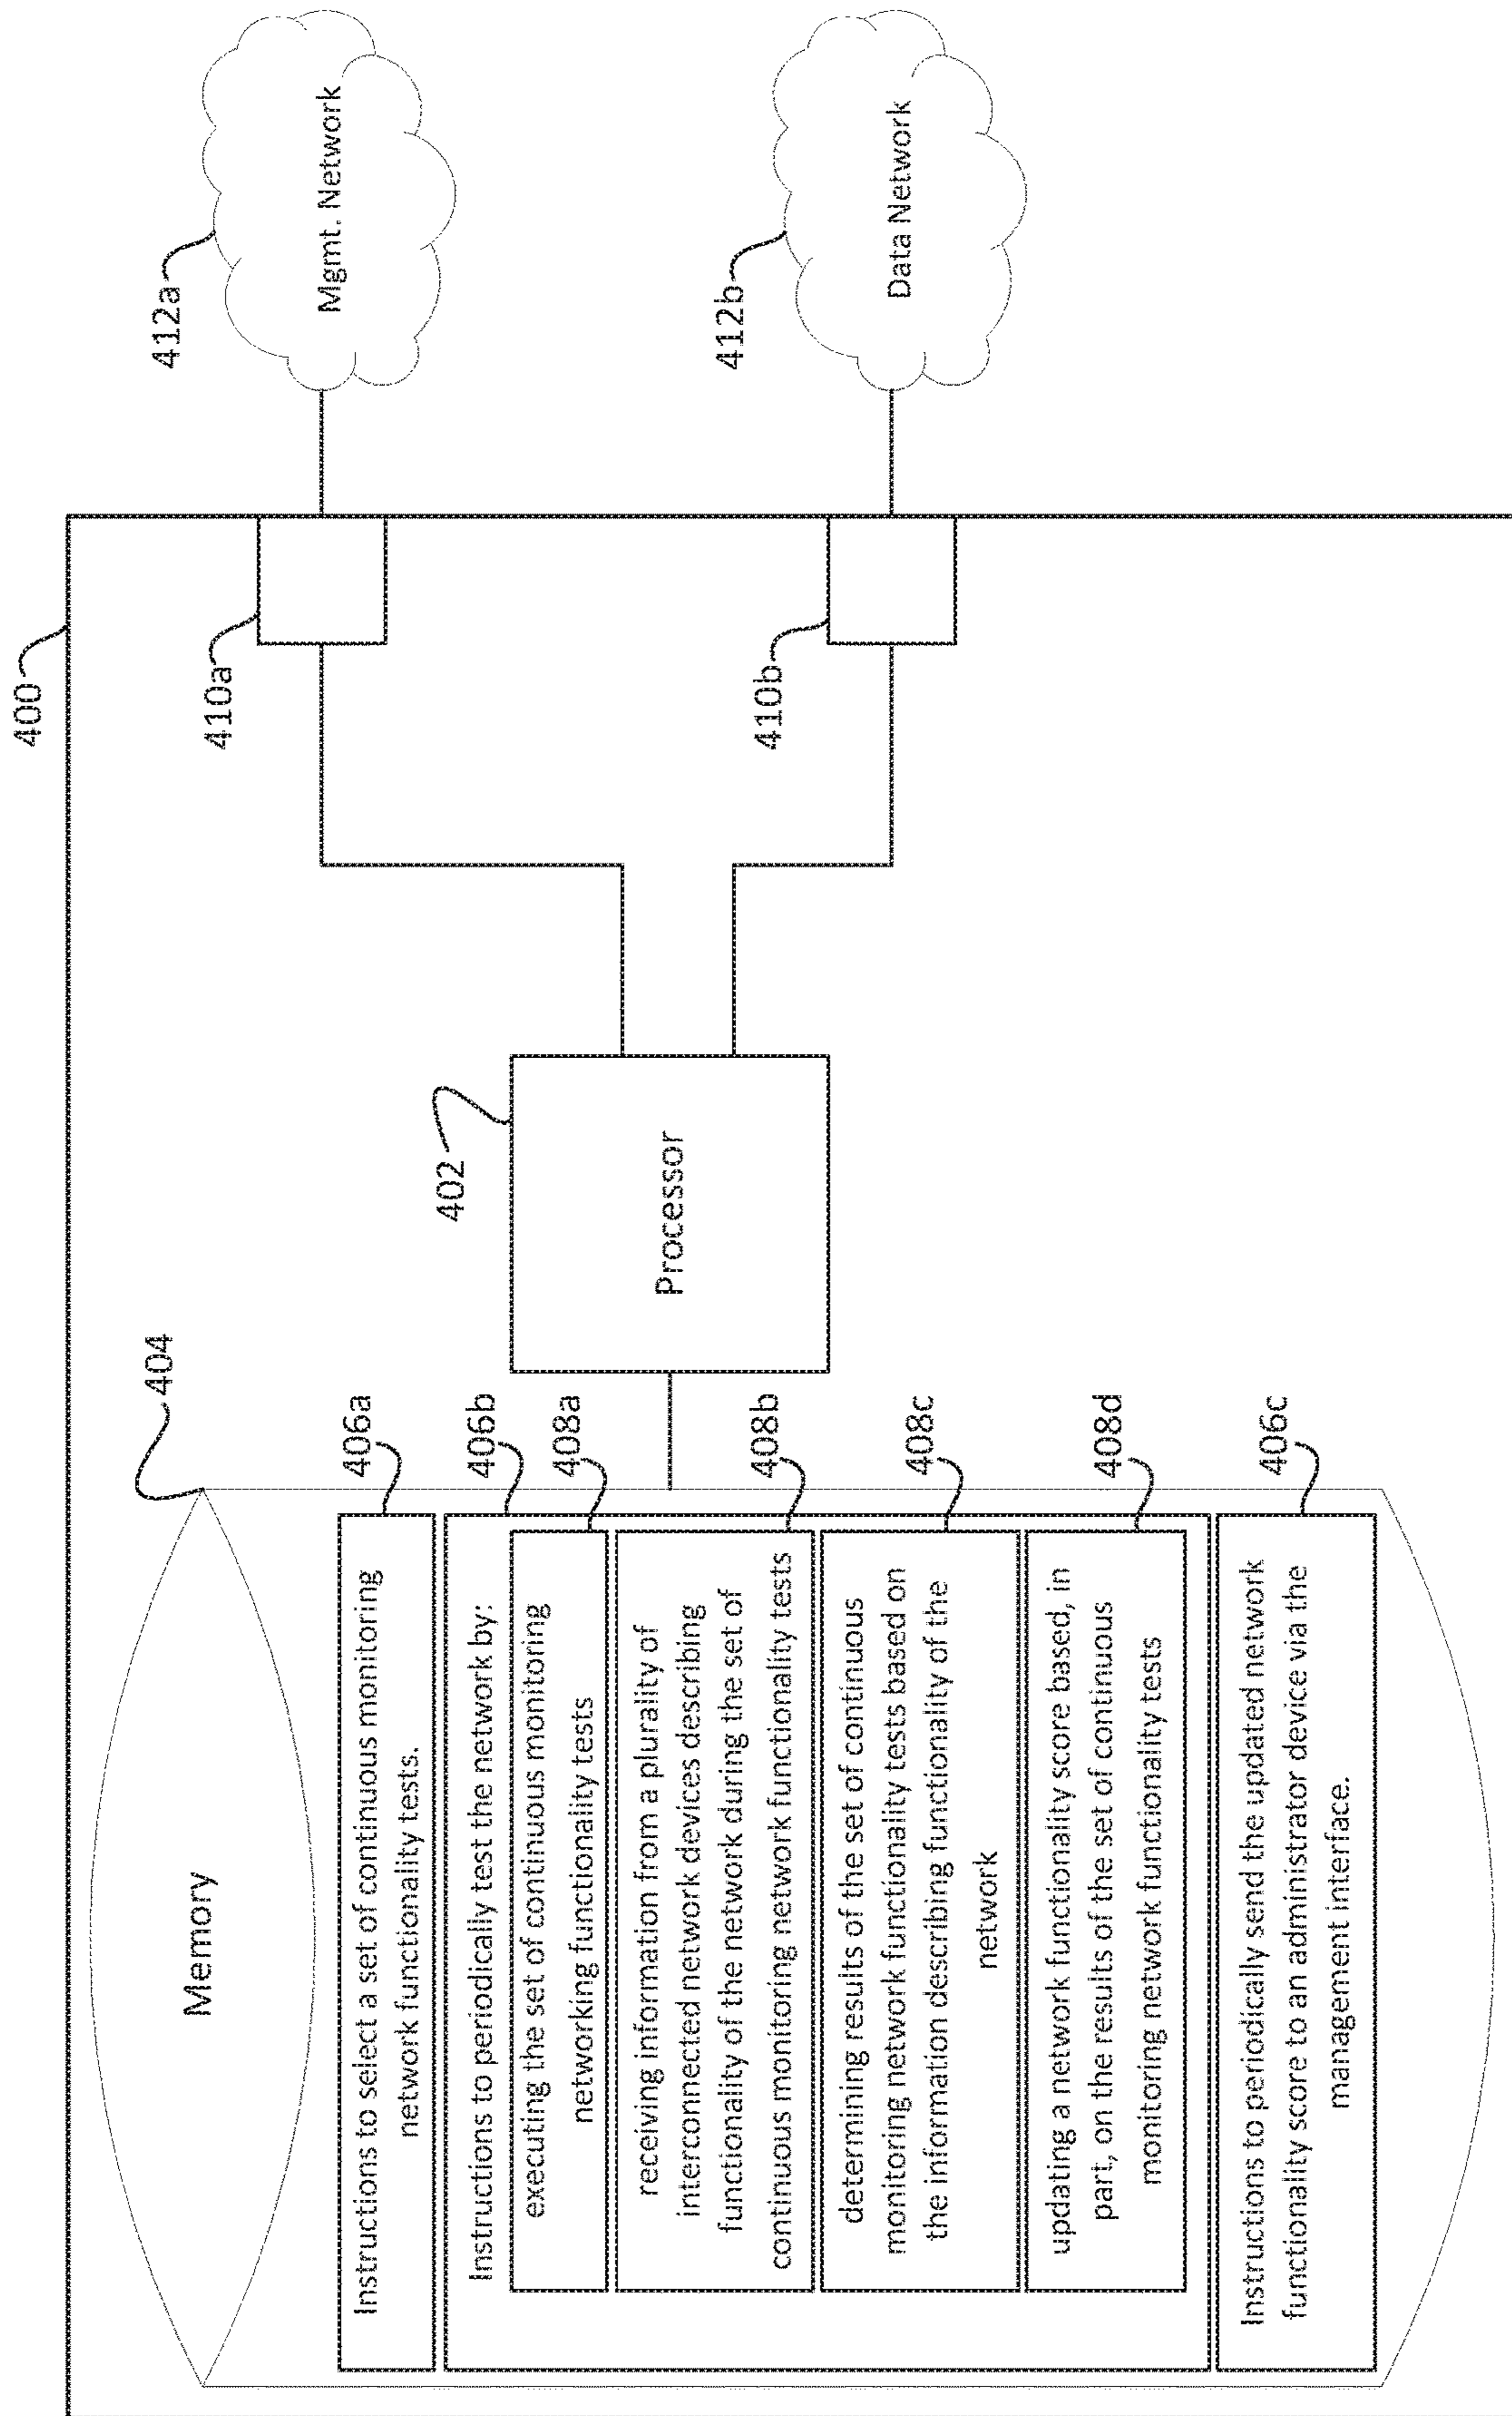 400
404
Memory
406a
Instructions to select a set of continuous monitoring
network functionality tests.
406b
Instructions to periodically test the network by:
408a
executing the set of continuous monitoring
networking functionality tests
408b
receiving information from a plurality of
interconnected network devices describing
functionality of the network during the set of
continuous monitoring network functionality tests
408c
determining results of the set of continuous
monitoring network functionality tests based on
the information describing functionality of the
network
408d
updating a network functionality score based, in
part, on the results of the set of continuous
monitoring network functionality tests
406c
Instructions to periodically send the updated network
functionality score to an administrator device via the
management interface.
402
Processor
410a
410b
412a
Mgmt. Network
412b
Data Network